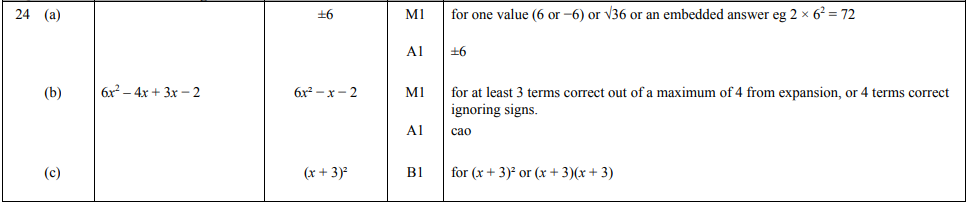 24 (a) ±6 M1 for one value (6 or −6) or √36 or an embedded answer eg 2 × 6² = 72
A1 ±6
(b) 6x² – 4x + 3x – 2 6x² – x – 2 M1 for at least 3 terms correct out of a maximum of 4 from expansion, or 4 terms correct
ignoring signs.
A1 cao
(c) (x + 3)² B1 for (x + 3)² or (x + 3)(x + 3)